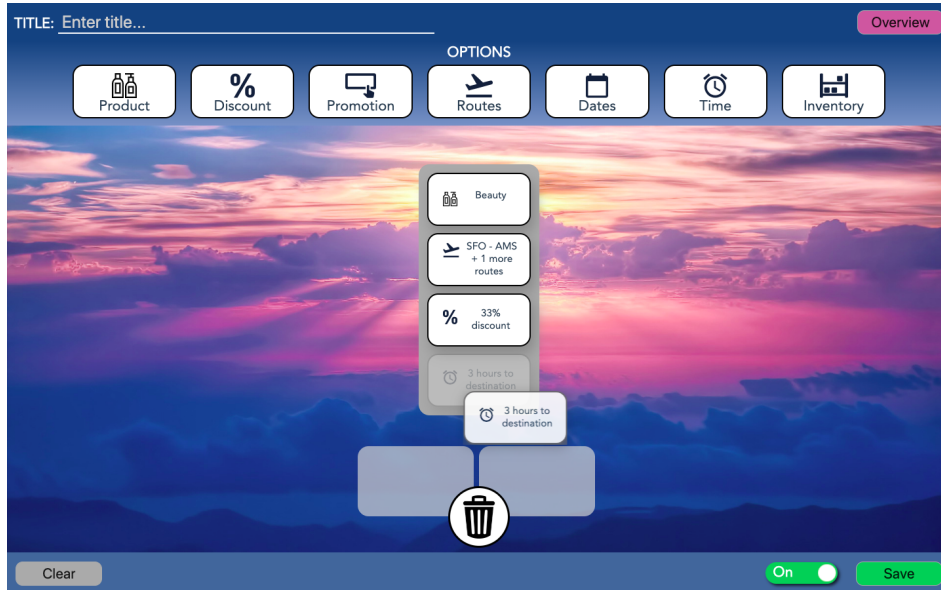 TITLE: Enter title...
Overview
OPTIONS
Product
Discount
Promotion
Routes
Dates
Time
Inventory
Beauty
SFO - AMS
+ 1 more
routes
33%
discount
3 hours to
destination
3 hours to
destination
Clear
On
Save